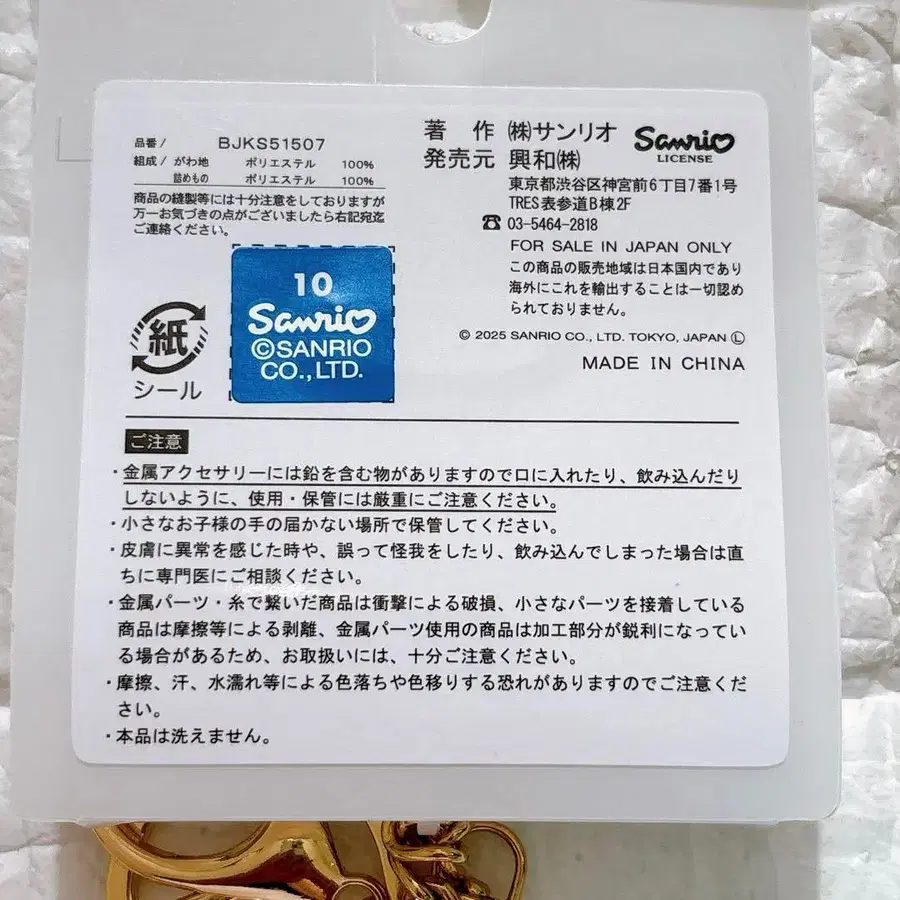 品番/ BJKS51507
組成/ がわ地 ポリエステル 100%
詰めもの ポリエステル 100%
商品の縫製等には十分注意をしておりますが
万一お気づきの点がございましたら右記宛迄
ご連絡ください。
著 作 ㈱サンリオ
発売元 興和㈱
Sanrio
LICENSE
東京都渋谷区神宮前6丁目7番1号
TRES表参道B棟2F
☎ 03-5464-2818
FOR SALE IN JAPAN ONLY
この商品の販売地域は日本国内であり
海外にこれを輸出することは一切認め
られておりません。
© 2025 SANRIO CO., LTD. TOKYO, JAPAN Ⓛ
MADE IN CHINA
紙
シール
10
Sanrio
©SANRIO
CO.,LTD.
ご注意
・金属アクセサリーには鉛を含む物がありますので口に入れたり、飲み込んだり
しないように、使用・保管には厳重にご注意ください。
・小さなお子様の手の届かない場所で保管してください。
・皮膚に異常を感じた時や、誤って怪我をしたり、飲み込んでしまった場合は直
ちに専門医にご相談ください。
・金属パーツ・糸で繋いだ商品は衝撃による破損、小さなパーツを接着している
商品は摩擦等による剥離、金属パーツ使用の商品は加工部分が鋭利になってい
る場合があるため、お取扱いには、十分ご注意ください。
・摩擦、汗、水濡れ等による色落ちや色移りする恐れがありますのでご注意くだ
さい。
・本品は洗えません。